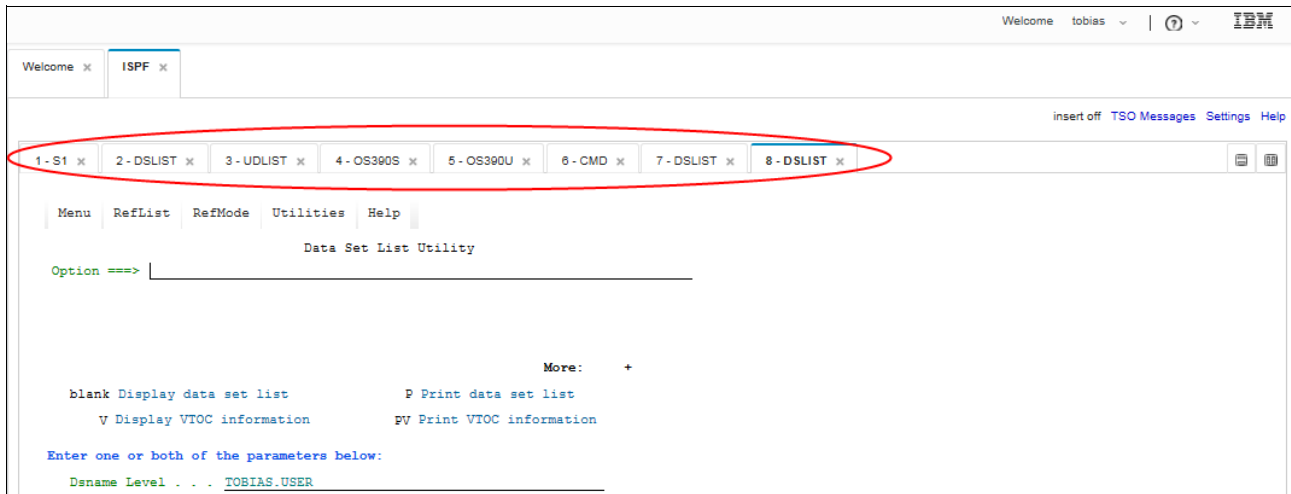 Welcome tobias IBM
Welcome ISPF
insert off TSO Messages Settings Help
1 - S1 2 - DSLIST 3 - UDLIST 4 - OS390S 5 - OS390U 6 - CMD 7 - DSLIST 8 - DSLIST
Menu RefList RefMode Utilities Help
Data Set List Utility
Option ===>
More: +
blank Display data set list P Print data set list
V Display VTOC information PV Print VTOC information
Enter one or both of the parameters below:
Dsname Level . . . TOBIAS.USER